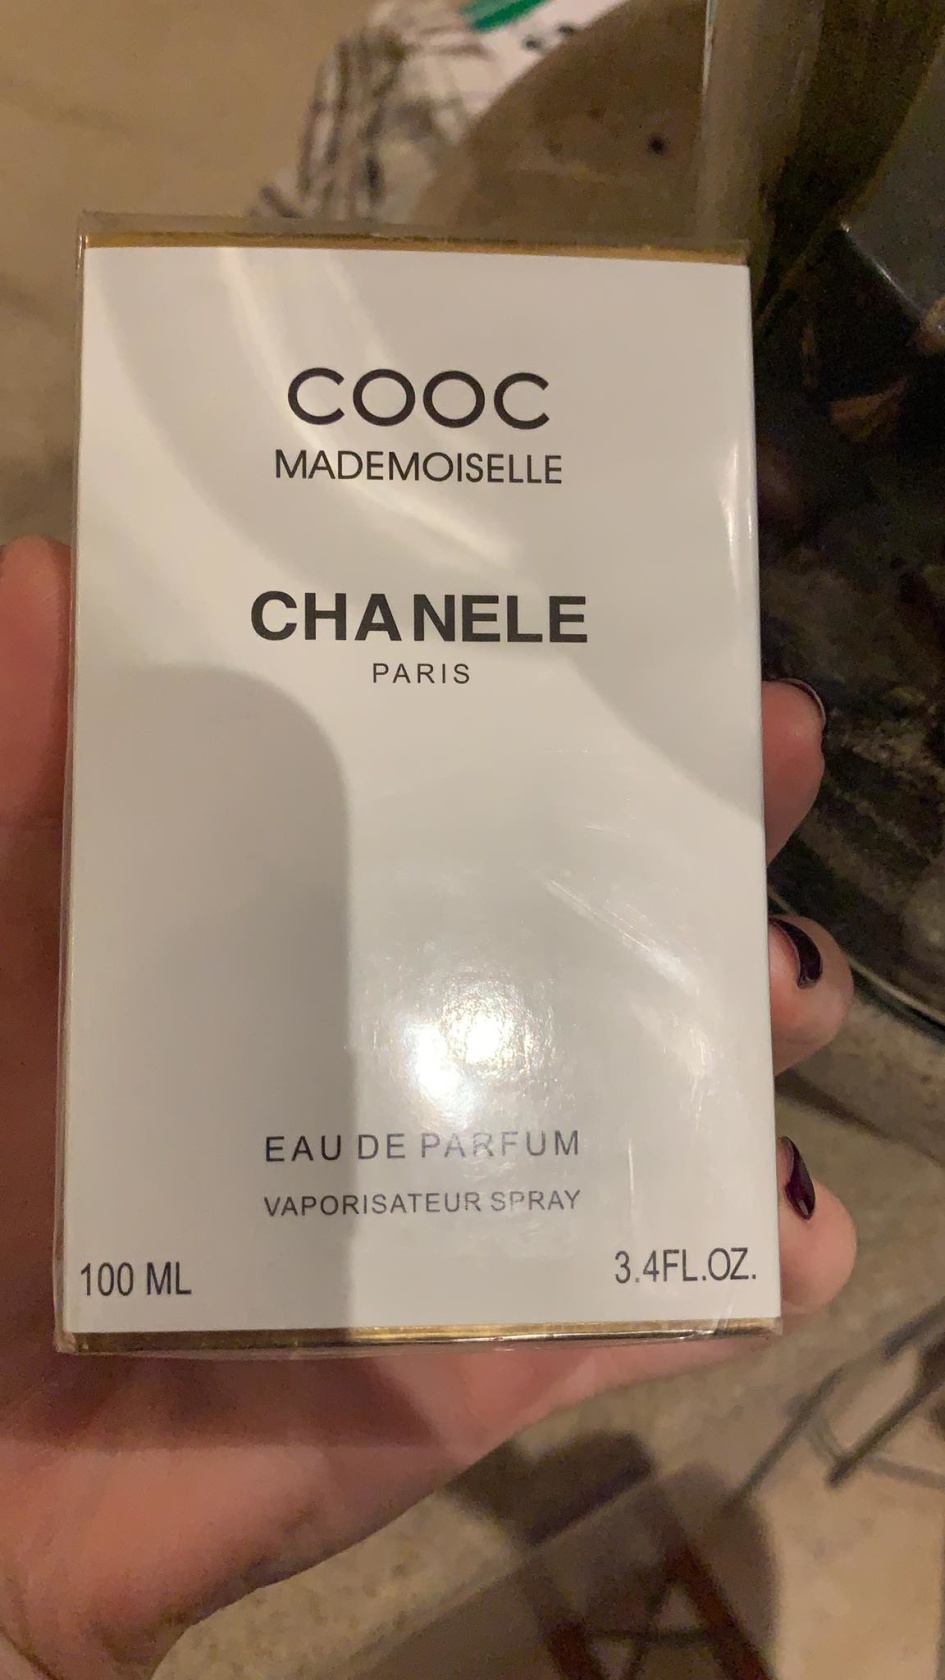 COOC
MADEMOISELLE
CHANELE
PARIS
EAU DE PARFUM
VAPORISATEUR SPRAY
100 ML
3.4FL.OZ.